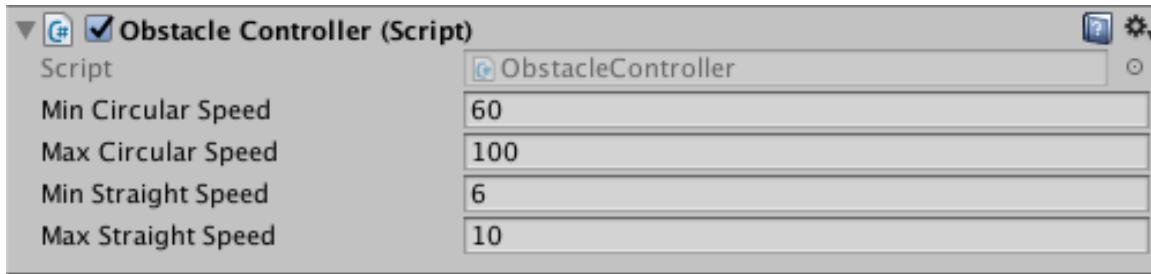 Obstacle Controller (Script)
Script ObstacleController
Min Circular Speed 60
Max Circular Speed 100
Min Straight Speed 6
Max Straight Speed 10